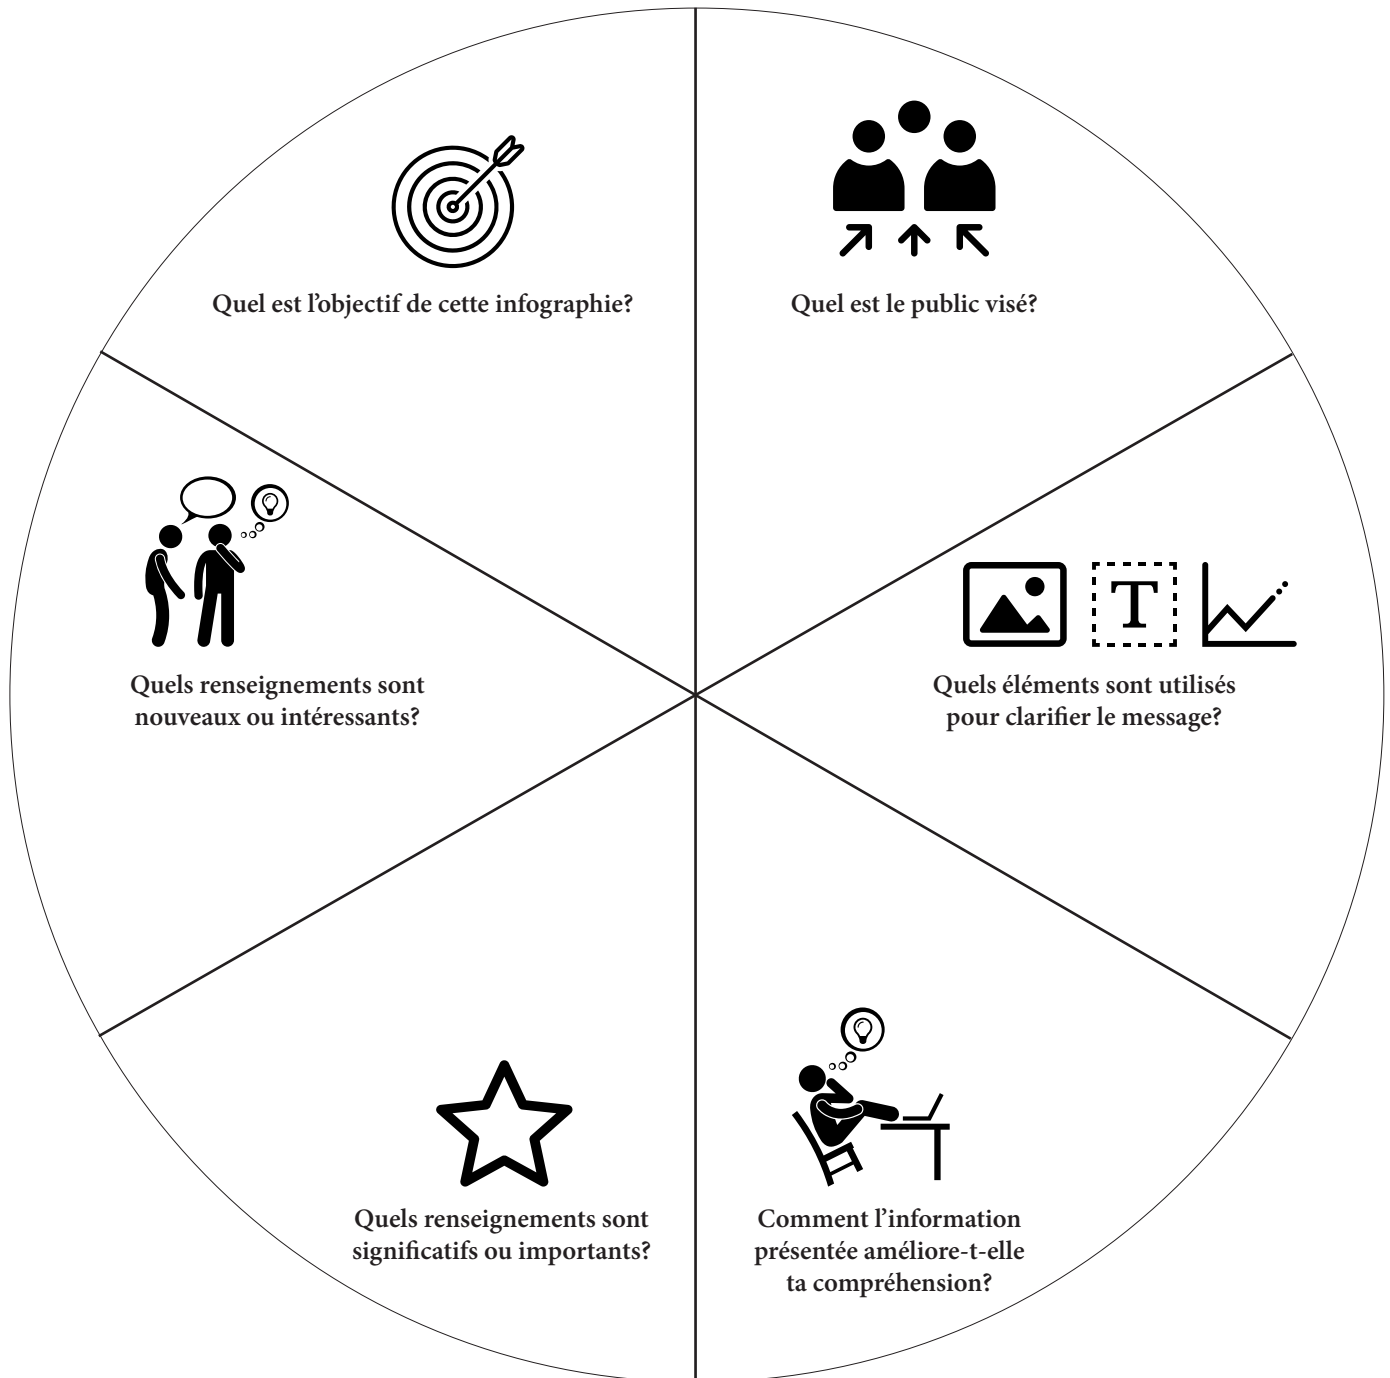 Quel est l’objectif de cette infographie?
Quel est le public visé?
Quels renseignements sont
nouveaux ou intéressants?
T
Quels éléments sont utilisés
pour clarifier le message?
Quels renseignements sont
significatifs ou importants?
Comment l’information
présentée améliore-t-elle
ta compréhension?